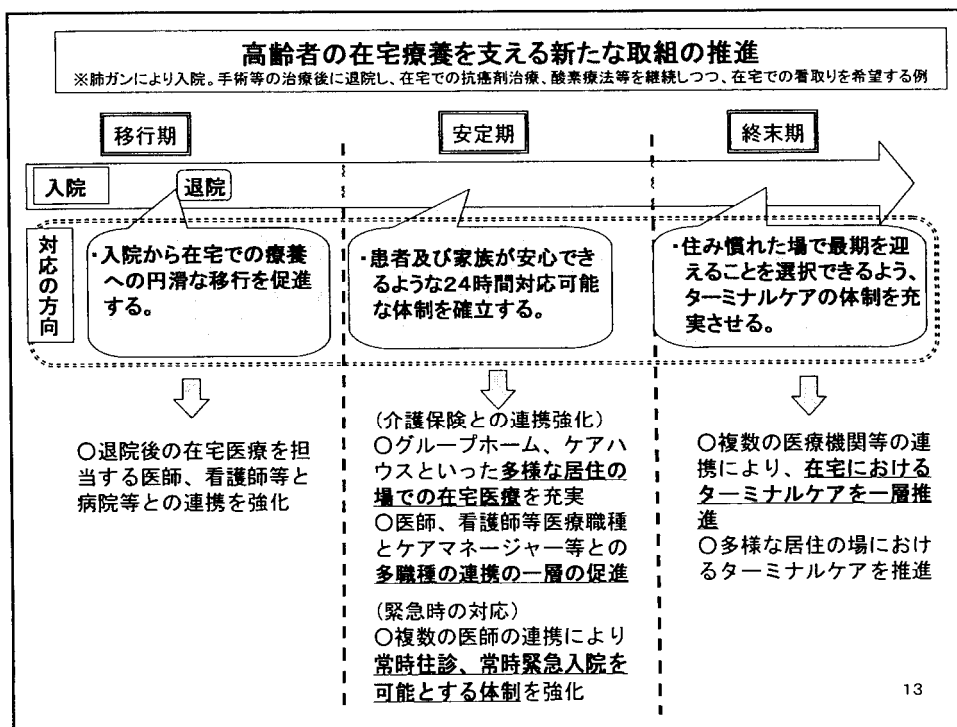 高齢者の在宅療養を支える新たな取組の推進
※肺ガンにより入院。手術等の治療後に退院し、在宅での抗癌剤治療、酸素療法等を継続しつつ、在宅での看取りを希望する例
移行期
安定期
終末期
入院
退院
対応の方向
・入院から在宅での療養
への円滑な移行を促進
する。
・患者及び家族が安心でき
るような24時間対応可能
な体制を確立する。
・住み慣れた場で最期を迎
えることを選択できるよう、
ターミナルケアの体制を充
実させる。
○退院後の在宅医療を担
当する医師、看護師等と
病院等との連携を強化
(介護保険との連携強化)
○グループホーム、ケアハ
ウスといった多様な居住の
場での在宅医療を充実
○医師、看護師等医療職種
とケアマネージャー等との
多職種の連携の一層の促進
(緊急時の対応)
○複数の医師の連携により
常時往診、常時緊急入院を
可能とする体制を強化
○複数の医療機関等の連
携により、在宅における
ターミナルケアを一層推
進
○多様な居住の場におけ
るターミナルケアを推進
13